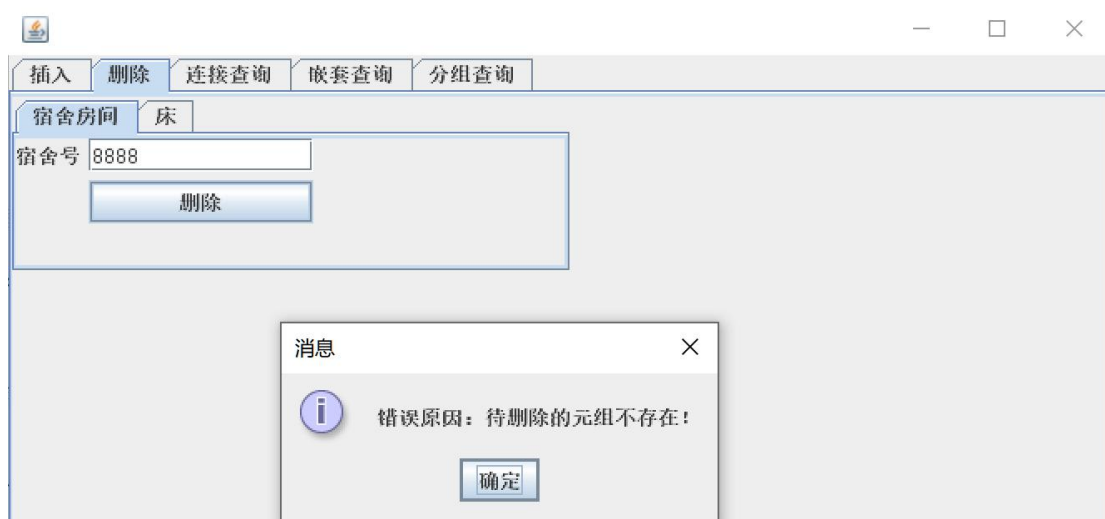 插入 删除 连接查询 嵌套查询 分组查询
宿舍房间 床
宿舍号 8888
删除
消息
错误原因：待删除的元组不存在！
确定